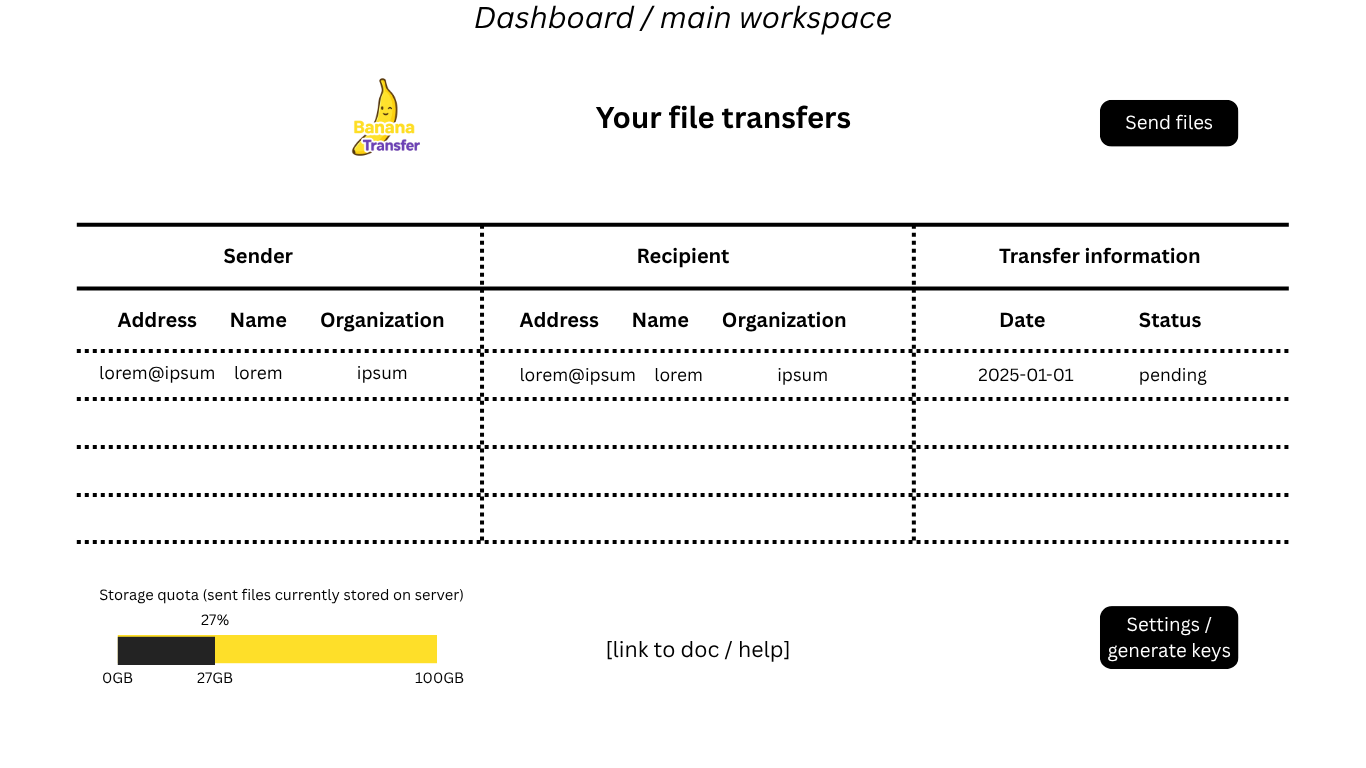 Dashboard / main workspace
Banana
Transfer
Your file transfers
Send files
Sender Recipient Transfer information
Address Name Organization Address Name Organization Date Status
lorem@ipsum lorem ipsum lorem@ipsum lorem ipsum 2025-01-01 pending
Storage quota (sent files currently stored on server)
27%
0GB 27GB 100GB
[link to doc / help]
Settings /
generate keys